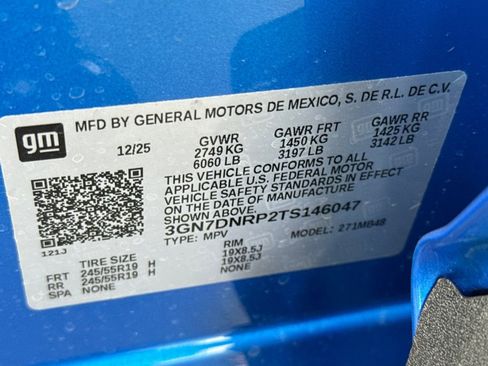 gm
MFD BY GENERAL MOTORS DE MEXICO, S. DE R.L. DE C.V.
12/25 GVWR GAWR FRT GAWR RR
2749 KG 1450 KG 1425 KG
6060 LB 3197 LB 3142 LB
THIS VEHICLE CONFORMS TO ALL
APPLICABLE U.S. FEDERAL MOTOR
VEHICLE SAFETY STANDARDS IN EFFECT
ON THE DATE OF MANUFACTURE
SHOWN ABOVE.
3GN7DNRP2TS146047
TYPE: MPV MODEL: 271MB48
121J
TIRE SIZE RIM
FRT 245/55R19 H 19X8.5J
RR 245/55R19 H 19X8.5J
SPA NONE NONE